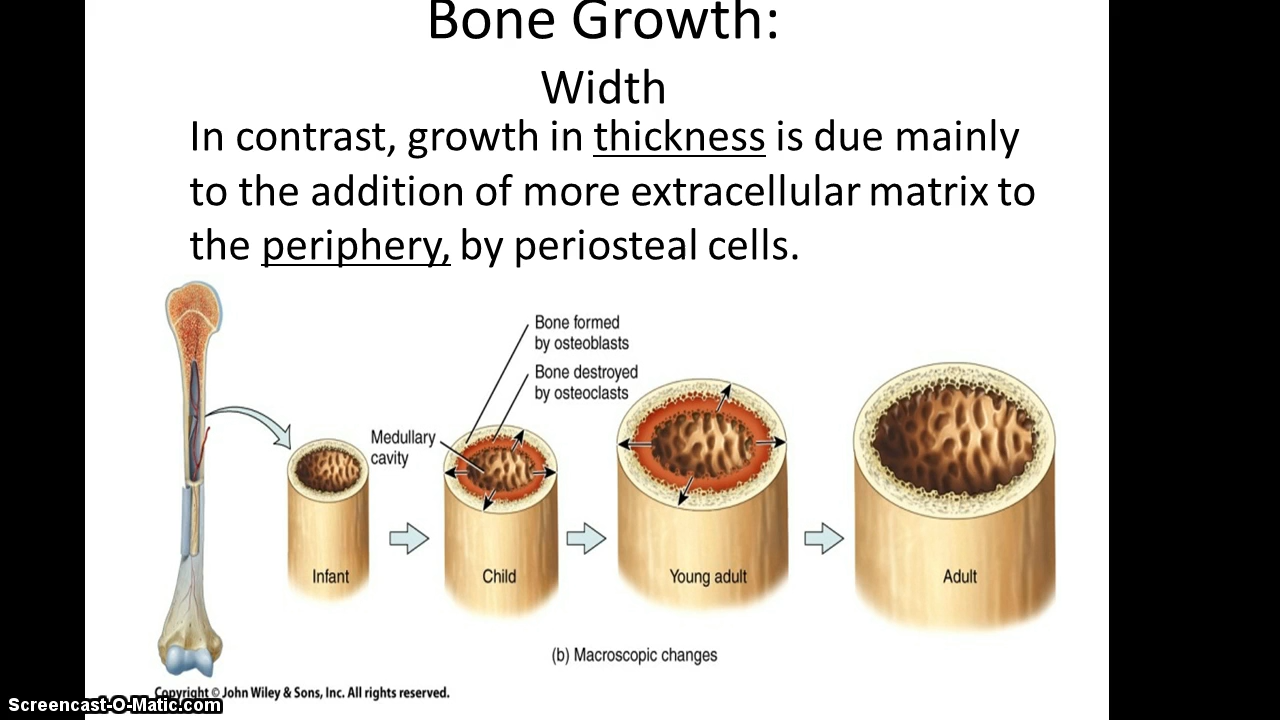 Bone Growth:
Width
In contrast, growth in thickness is due mainly
to the addition of more extracellular matrix to
the periphery, by periosteal cells.
Bone formed
by osteoblasts
Bone destroyed
by osteoclasts
Medullary
cavity
Infant
Child
Young adult
Adult
(b) Macroscopic changes
Copyright © John Wiley & Sons, Inc. All rights reserved.
Screencast-O-Matic.com